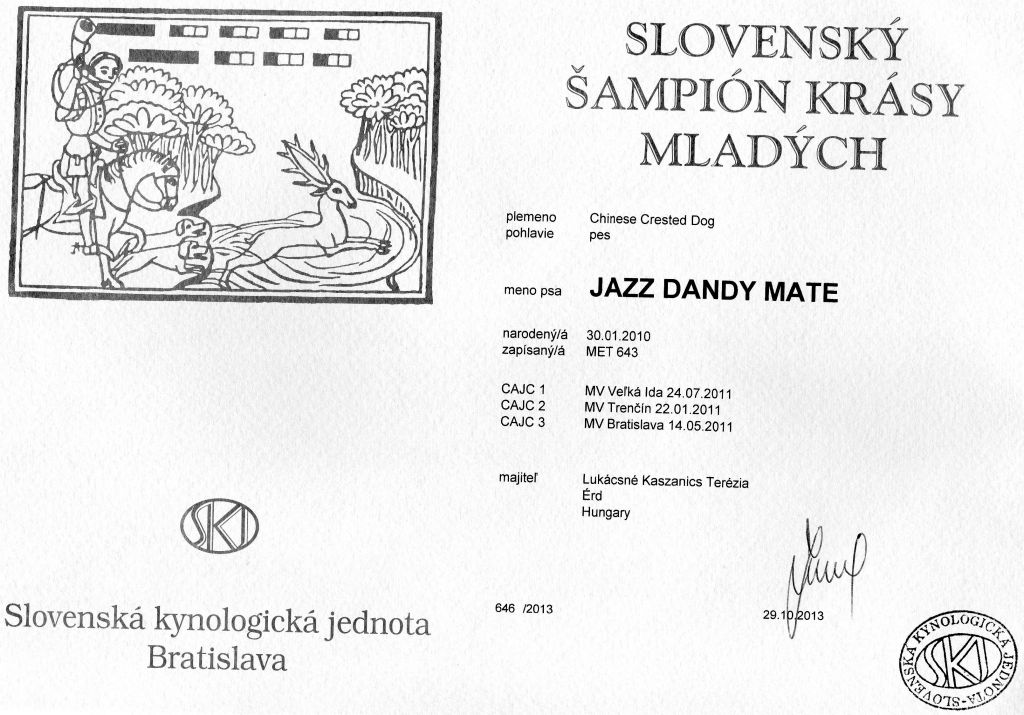 SLOVENSKÝ
ŠAMPIÓN KRÁSY
MLADÝCH
plemeno Chinese Crested Dog
pohlavie pes
meno psa JAZZ DANDY MATE
narodený/á 30.01.2010
zapísaný/á MET 643
CAJC 1 MV Veľká Ida 24.07.2011
CAJC 2 MV Trenčín 22.01.2011
CAJC 3 MV Bratislava 14.05.2011
majiteľ Lukácsné Kaszanics Terézia
Érd
Hungary
SKJ
Slovenská kynologická jednota
Bratislava
646 /2013
29.10.2013
SLOVENSKÁ KYNOLOGICKÁ JEDNOTA
SKJ